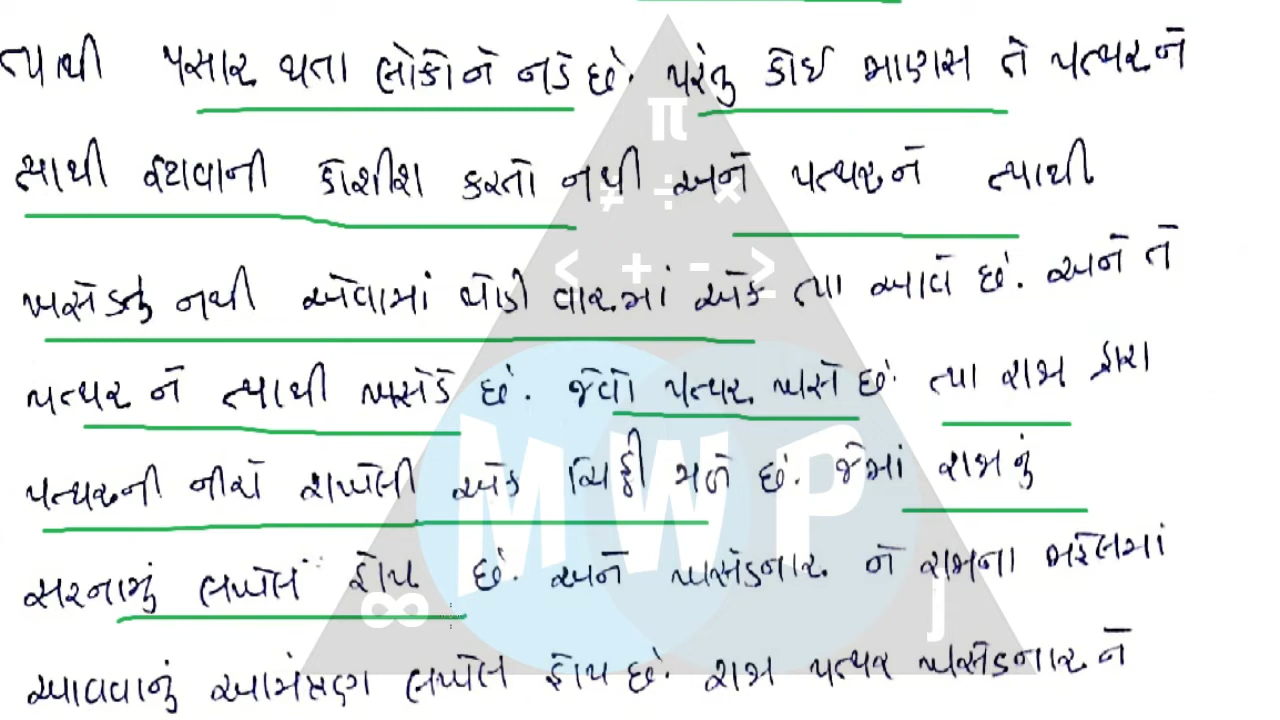 ત્યાથી પસાર થતા લોકોને નડે છે. પરંતુ કોઈ માણસ તે પત્થરને
ત્યાથી હટાવાની કોશીશ કરતો નથી અને પત્થરને ત્યાથી
ખસેડતું નથી એવામાં થોડી વારમાં એક ત્યા આવે છે. અને તે
પત્થર ને ત્યાથી ખસેડે છે. જેવો પત્થર ખસે છે. ત્યા રાજા દ્વારા
પત્થરની નીચે રાખેલી એક ચિઠ્ઠી મળે છે. જેમાં રાજાનું
સરનામું લખેલં હોય છે. અને ખસેડનાર ને રાજાના મહેલમાં
આવવાનું આમંત્રણ લખેલ હોય છે. રાજા પત્થર ખસેડનાર ને
π
≠ ÷ ×
< + - ≥
MWP
∞ ∫